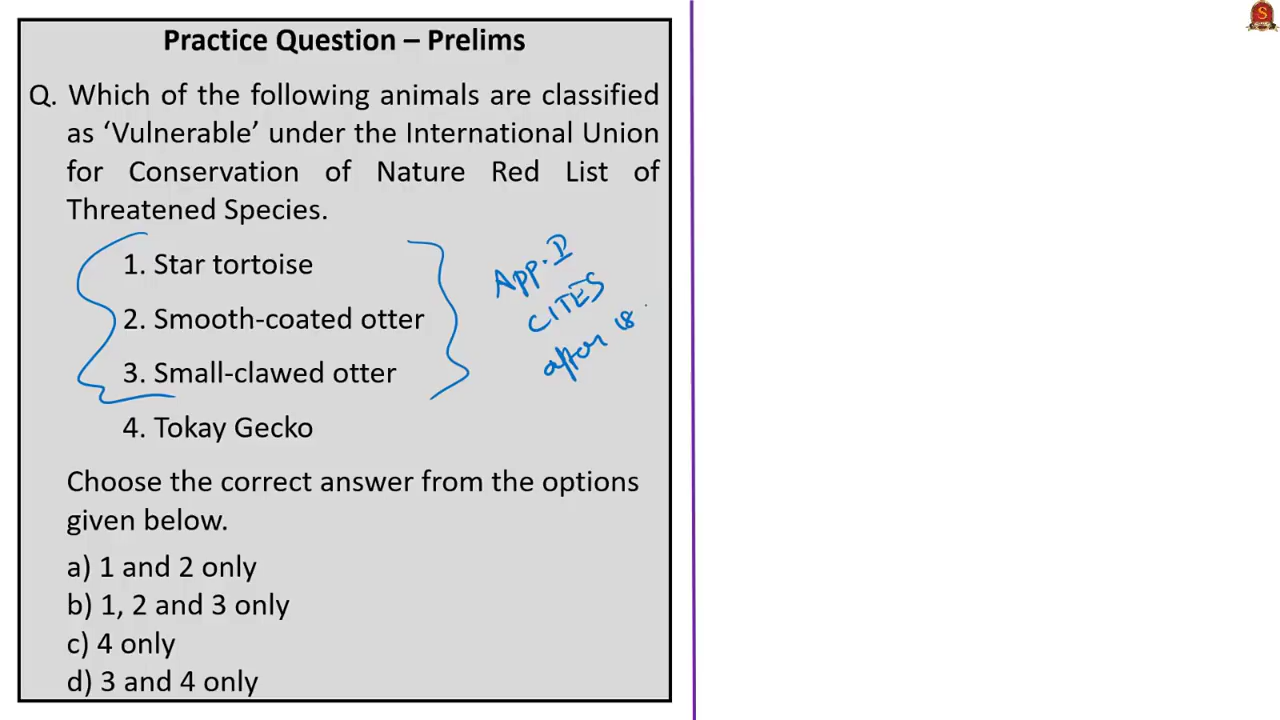 Practice Question – Prelims
Q. Which of the following animals are classified
as ‘Vulnerable’ under the International Union
for Conservation of Nature Red List of
Threatened Species.
1. Star tortoise
2. Smooth-coated otter
3. Small-clawed otter
4. Tokay Gecko
App. I
CITES
after 18
Choose the correct answer from the options
given below.
a) 1 and 2 only
b) 1, 2 and 3 only
c) 4 only
d) 3 and 4 only
S